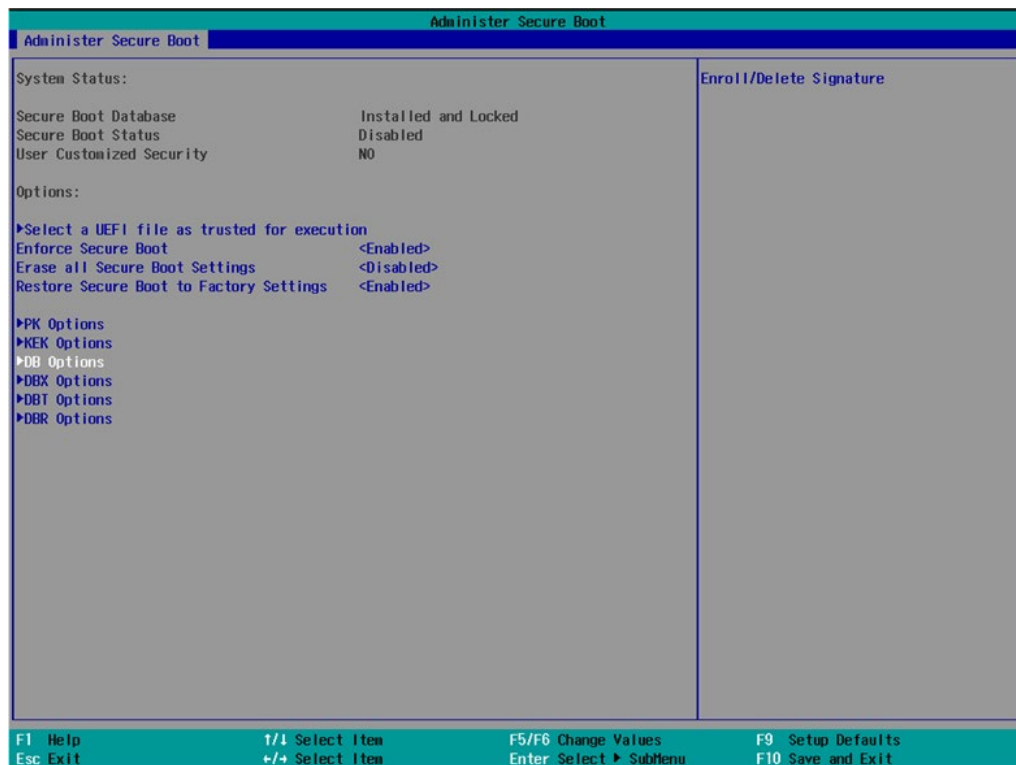 Administer Secure Boot
Administer Secure Boot
System Status:
Enroll/Delete Signature
Secure Boot Database Installed and Locked
Secure Boot Status Disabled
User Customized Security NO
Options:
▶Select a UEFI file as trusted for execution
Enforce Secure Boot <Enabled>
Erase all Secure Boot Settings <Disabled>
Restore Secure Boot to Factory Settings <Enabled>
▶PK Options
▶KEK Options
▶DB Options
▶DBX Options
▶DBT Options
▶DBR Options
F1 Help ↑/↓ Select Item F5/F6 Change Values F9 Setup Defaults
Esc Exit ←/→ Select Item Enter Select ▶ SubMenu F10 Save and Exit